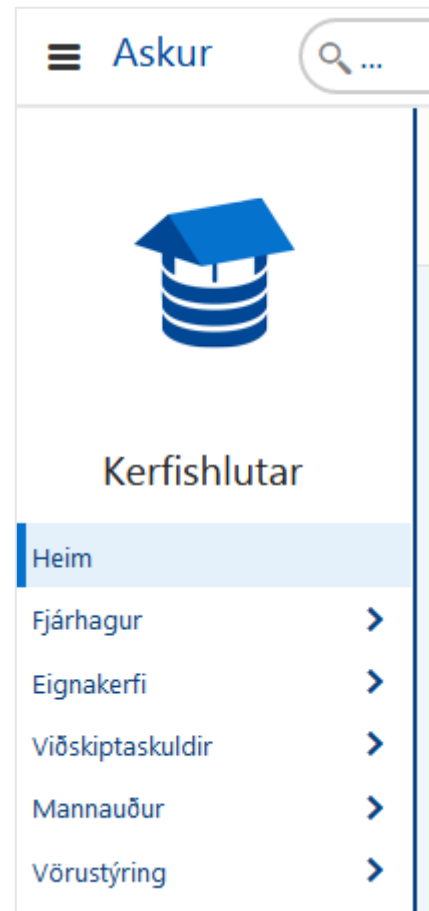 Askur
...
Kerfishlutar
Heim
Fjárhagur
Eignakerfi
Viðskiptaskuldir
Mannauður
Vörustýring